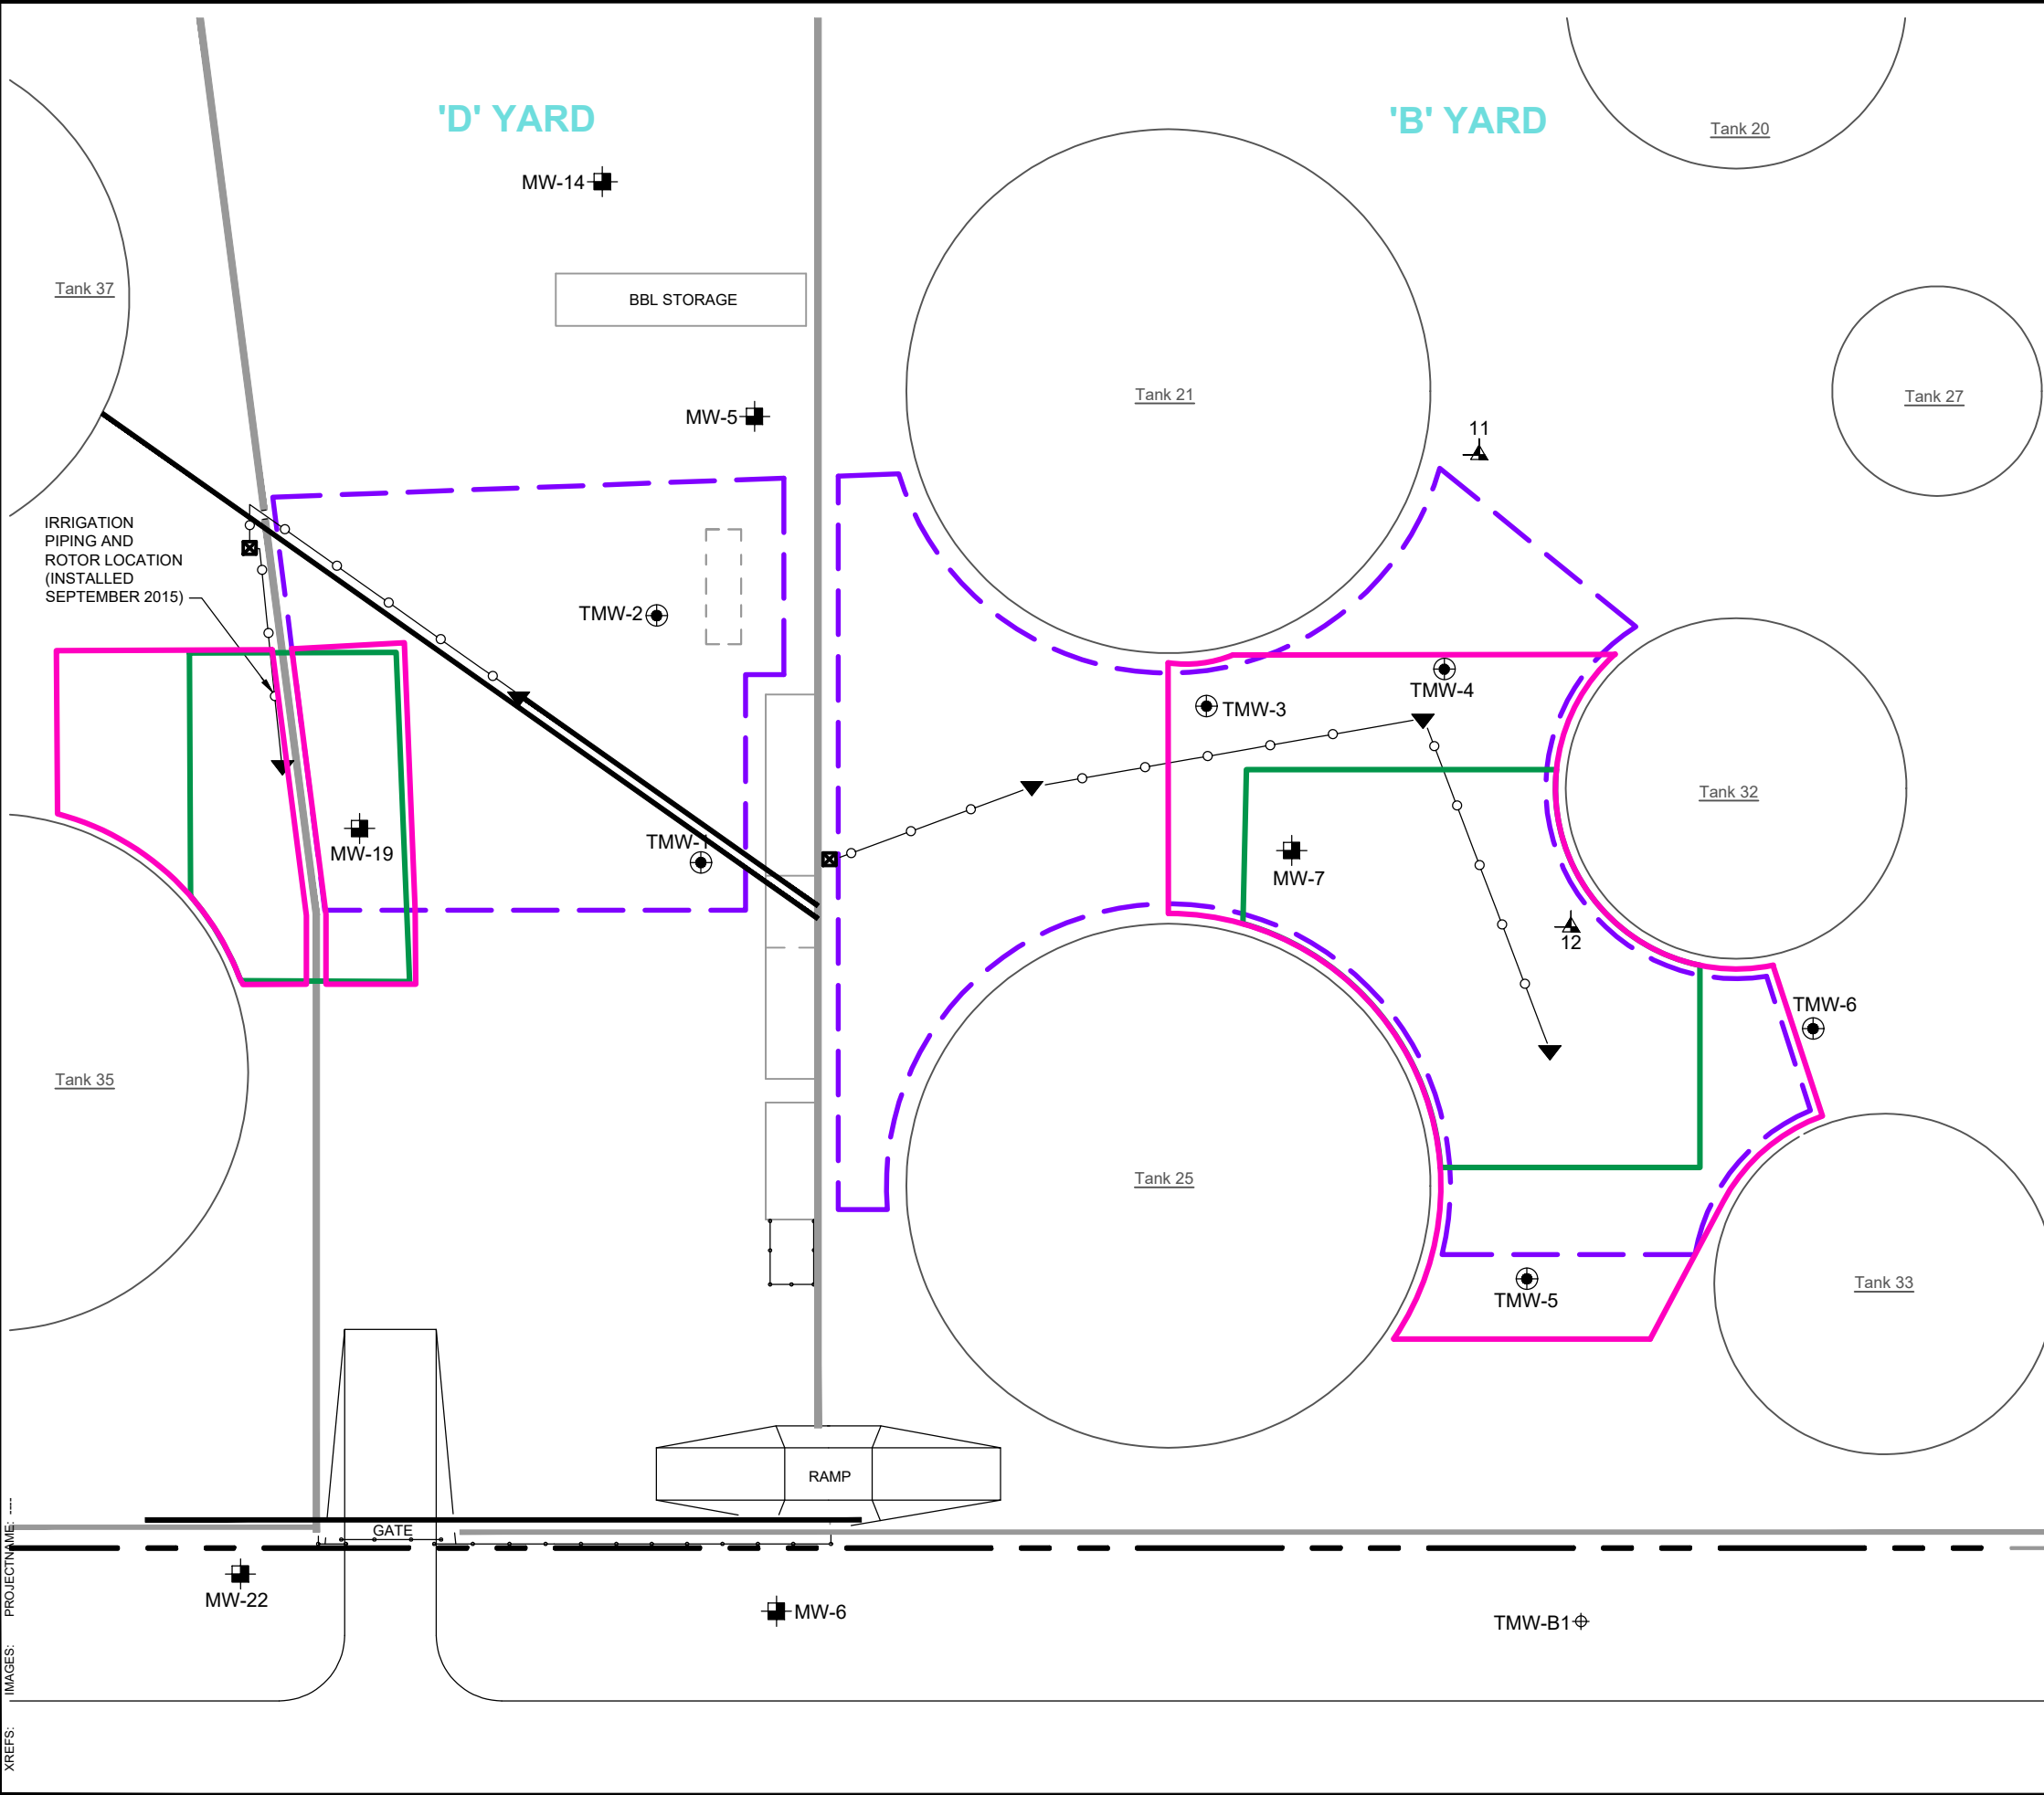 'D' YARD
'B' YARD
Tank 20
MW-14
Tank 37
BBL STORAGE
Tank 21
Tank 27
MW-5
11
IRRIGATION
PIPING AND
ROTOR LOCATION
(INSTALLED
SEPTEMBER 2015)
TMW-2
TMW-4
TMW-3
Tank 32
TMW-1
MW-19
MW-7
12
TMW-6
Tank 35
Tank 25
Tank 33
TMW-5
RAMP
GATE
MW-22
MW-6
TMW-B1
XREFS: IMAGES: PROJECTNAME: ----